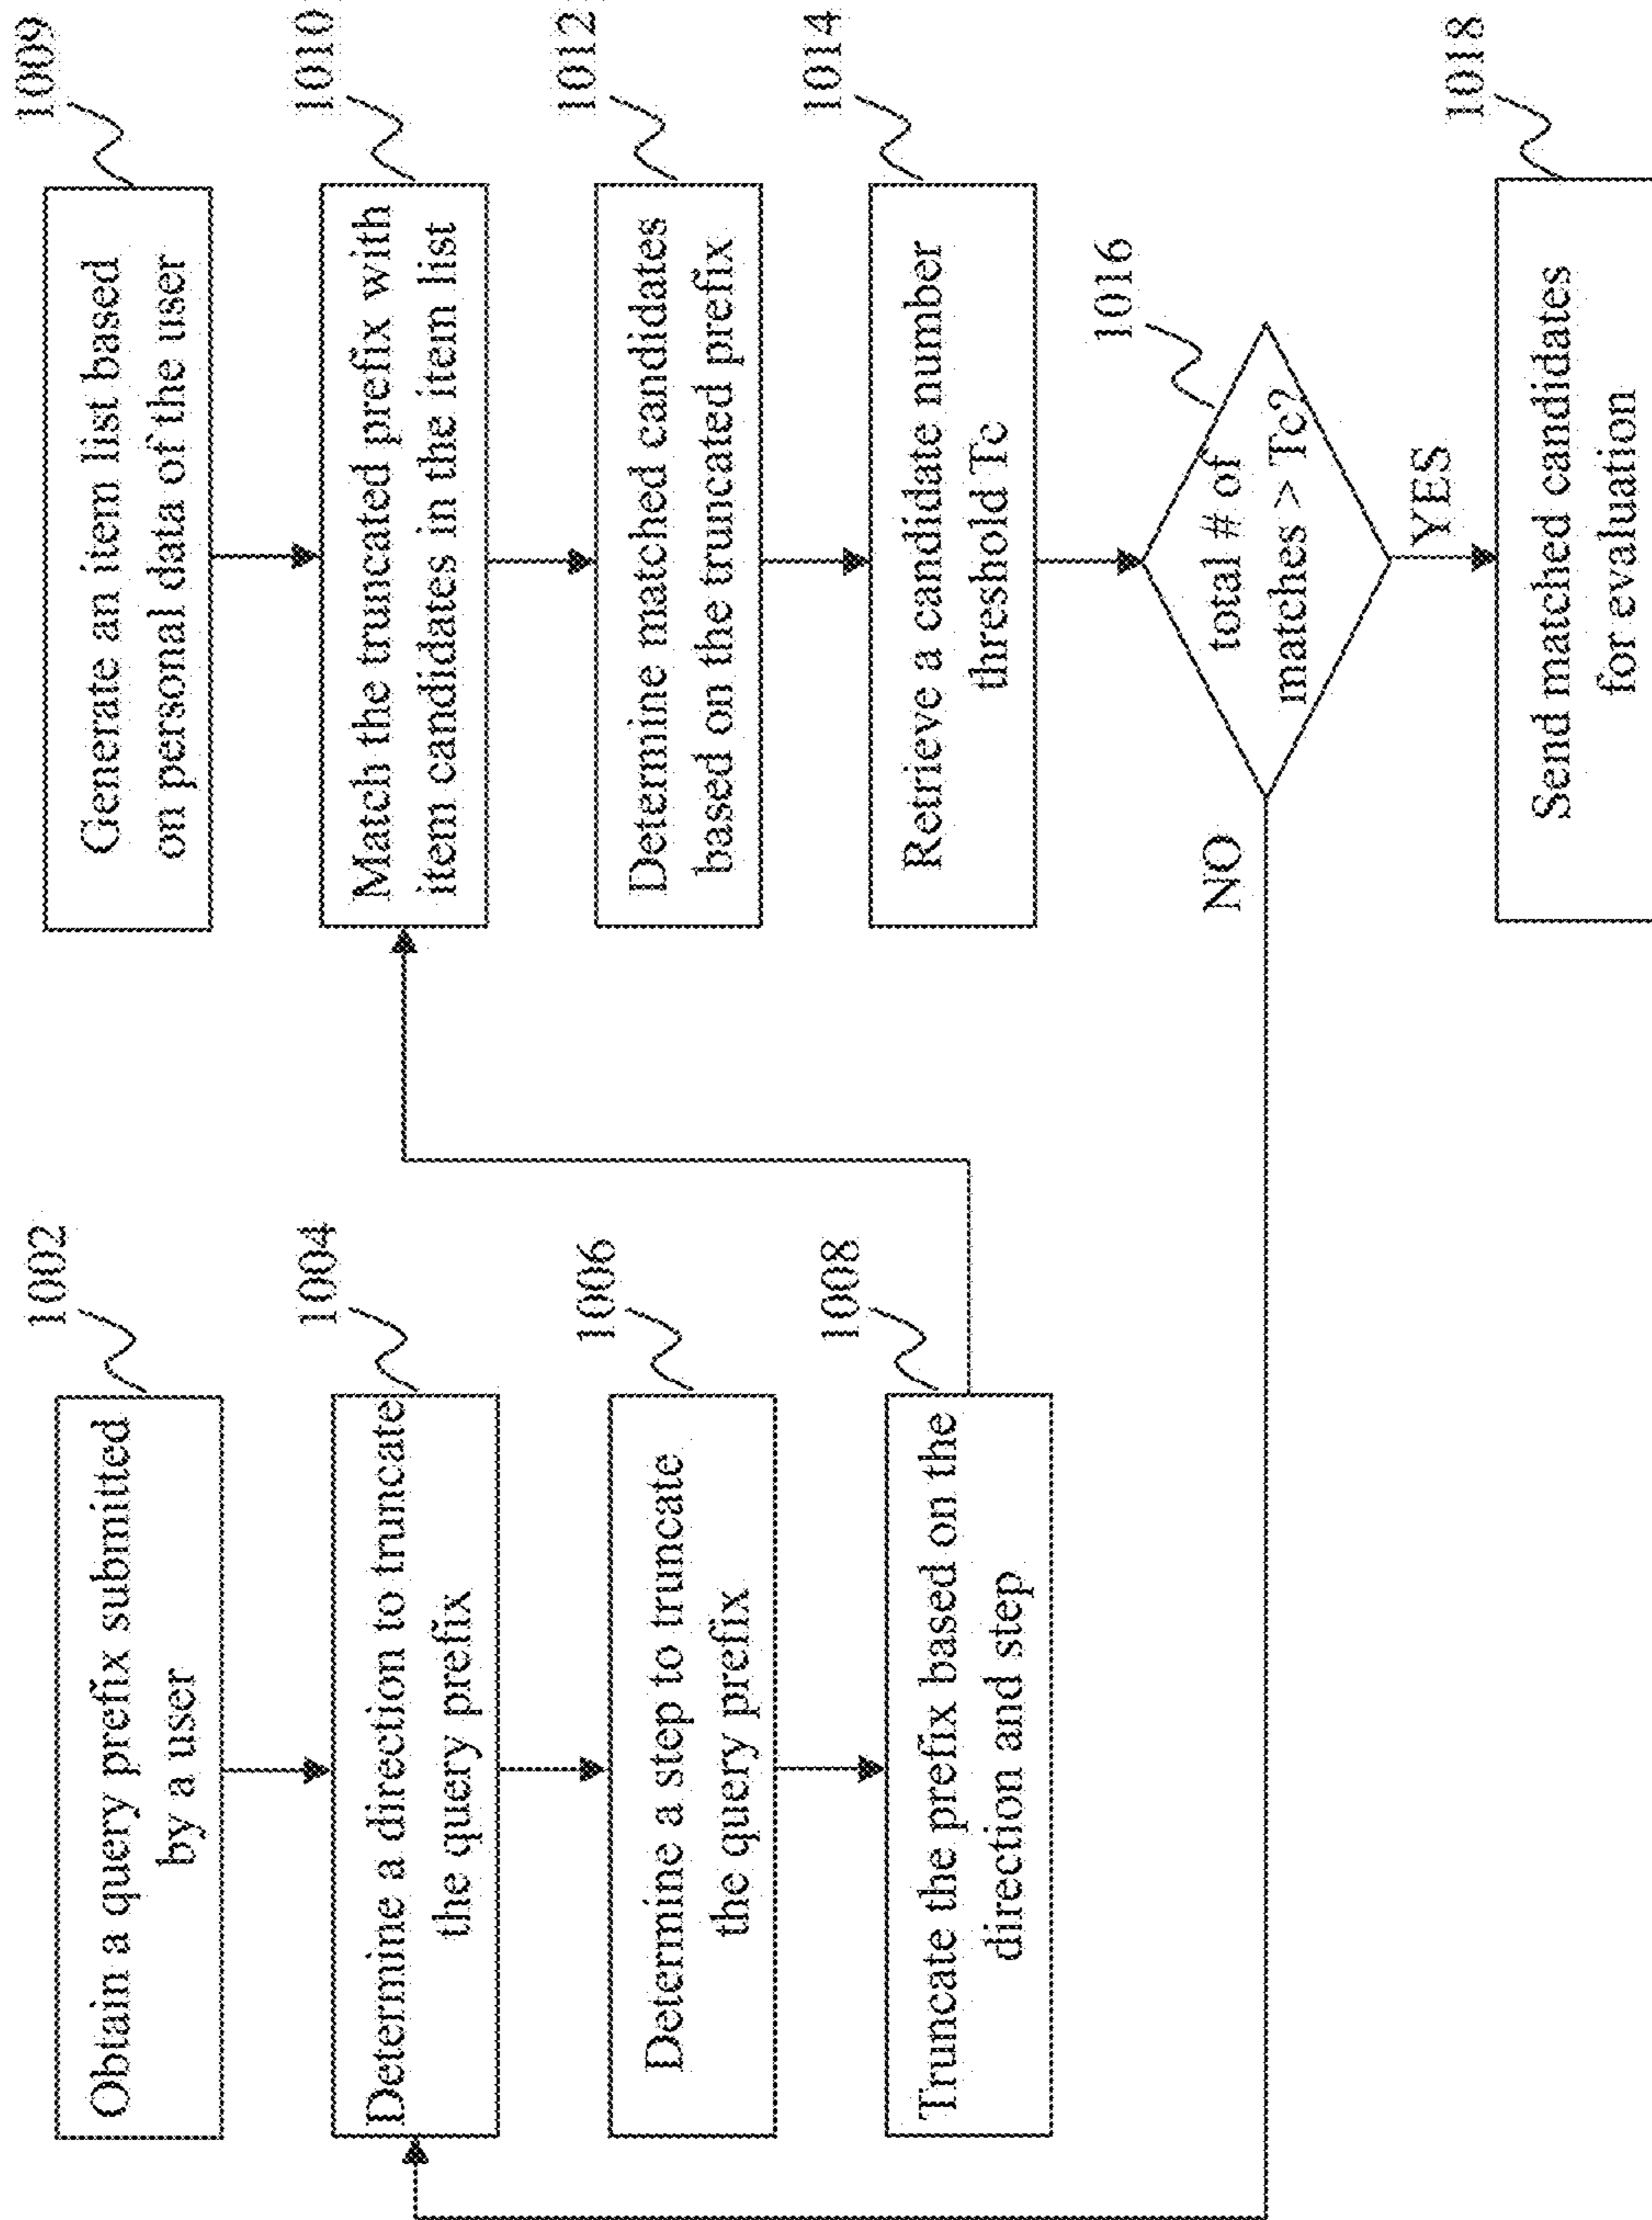 1002
Obtain a query prefix submitted
by a user
1004
Determine a direction to truncate
the query prefix
1006
Determine a step to truncate
the query prefix
1008
Truncate the prefix based on the
direction and step
1009
Generate an item list based
on personal data of the user
1010
Match the truncated prefix with
item candidates in the item list
1012
Determine matched candidates
based on the truncated prefix
1014
Retrieve a candidate number
threshold Tc
1016
total # of
matches > Tc?
NO
YES
1018
Send matched candidates
for evaluation